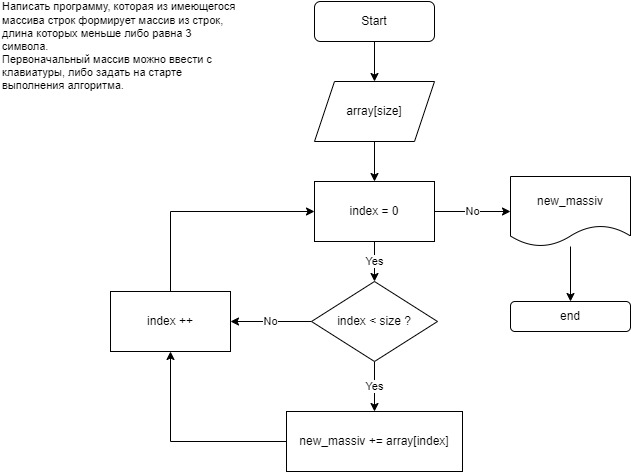 Написать программу, которая из имеющегося
массива строк формирует массив из строк,
длина которых меньше либо равна 3
символа.
Первоначальный массив можно ввести с
клавиатуры, либо задать на старте
выполнения алгоритма.
Start
array[size]
index = 0
No
new_massiv
Yes
index ++
No
index < size ?
end
Yes
new_massiv += array[index]